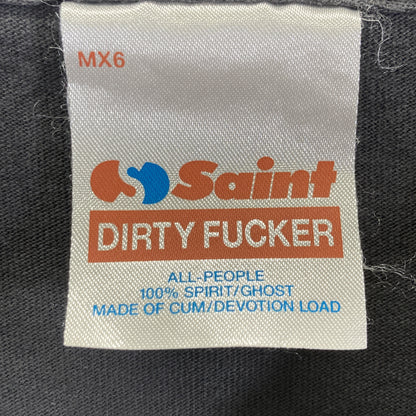 MX6
Saint
DIRTY FUCKER
ALL-PEOPLE
100% SPIRIT/GHOST
MADE OF CUM/DEVOTION LOAD